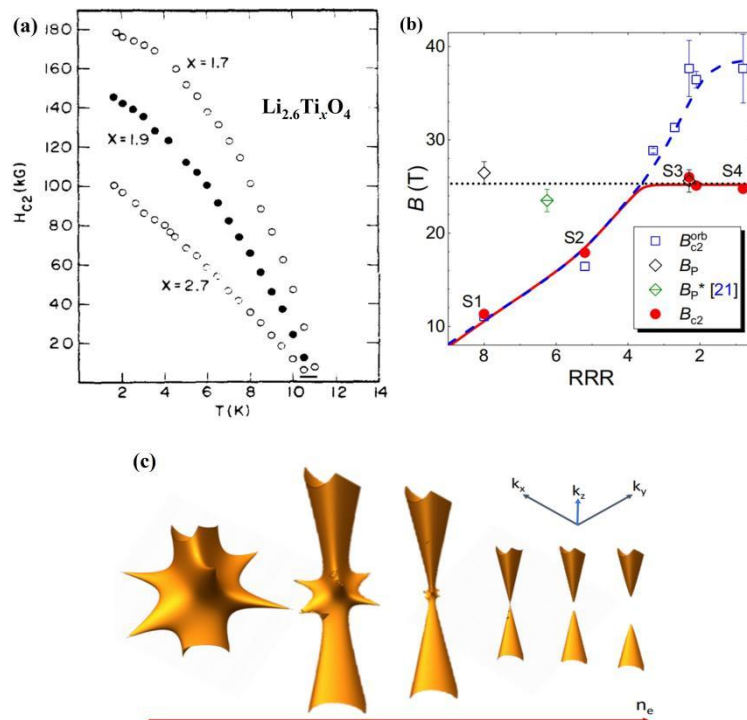 (a)
180
160
140
120
100
80
60
40
20
H_C2 (kG)
X = 1.7
Li2.6TixO4
X = 1.9
X = 2.7
2 4 6 8 10 12 14
T(K)
(b)
40
30
20
10
B (T)
S1
S2
S3 S4
B_c2^orb
B_P
B_P* [21]
B_c2
8 6 4 2
RRR
(c)
k_x
k_z
k_y
n_e